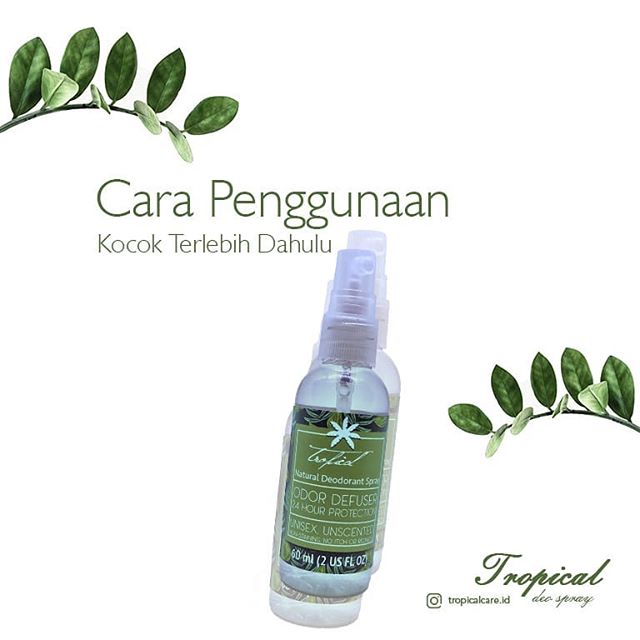 Cara Penggunaan
Kocok Terlebih Dahulu
Tropical
Natural Deodorant Spray
ODOR DEFUSER
24 HOUR PROTECTION
UNISEX, UNSCENTED
60 ml (2 US FL OZ)
Tropical
deo spray
tropicalcare.id